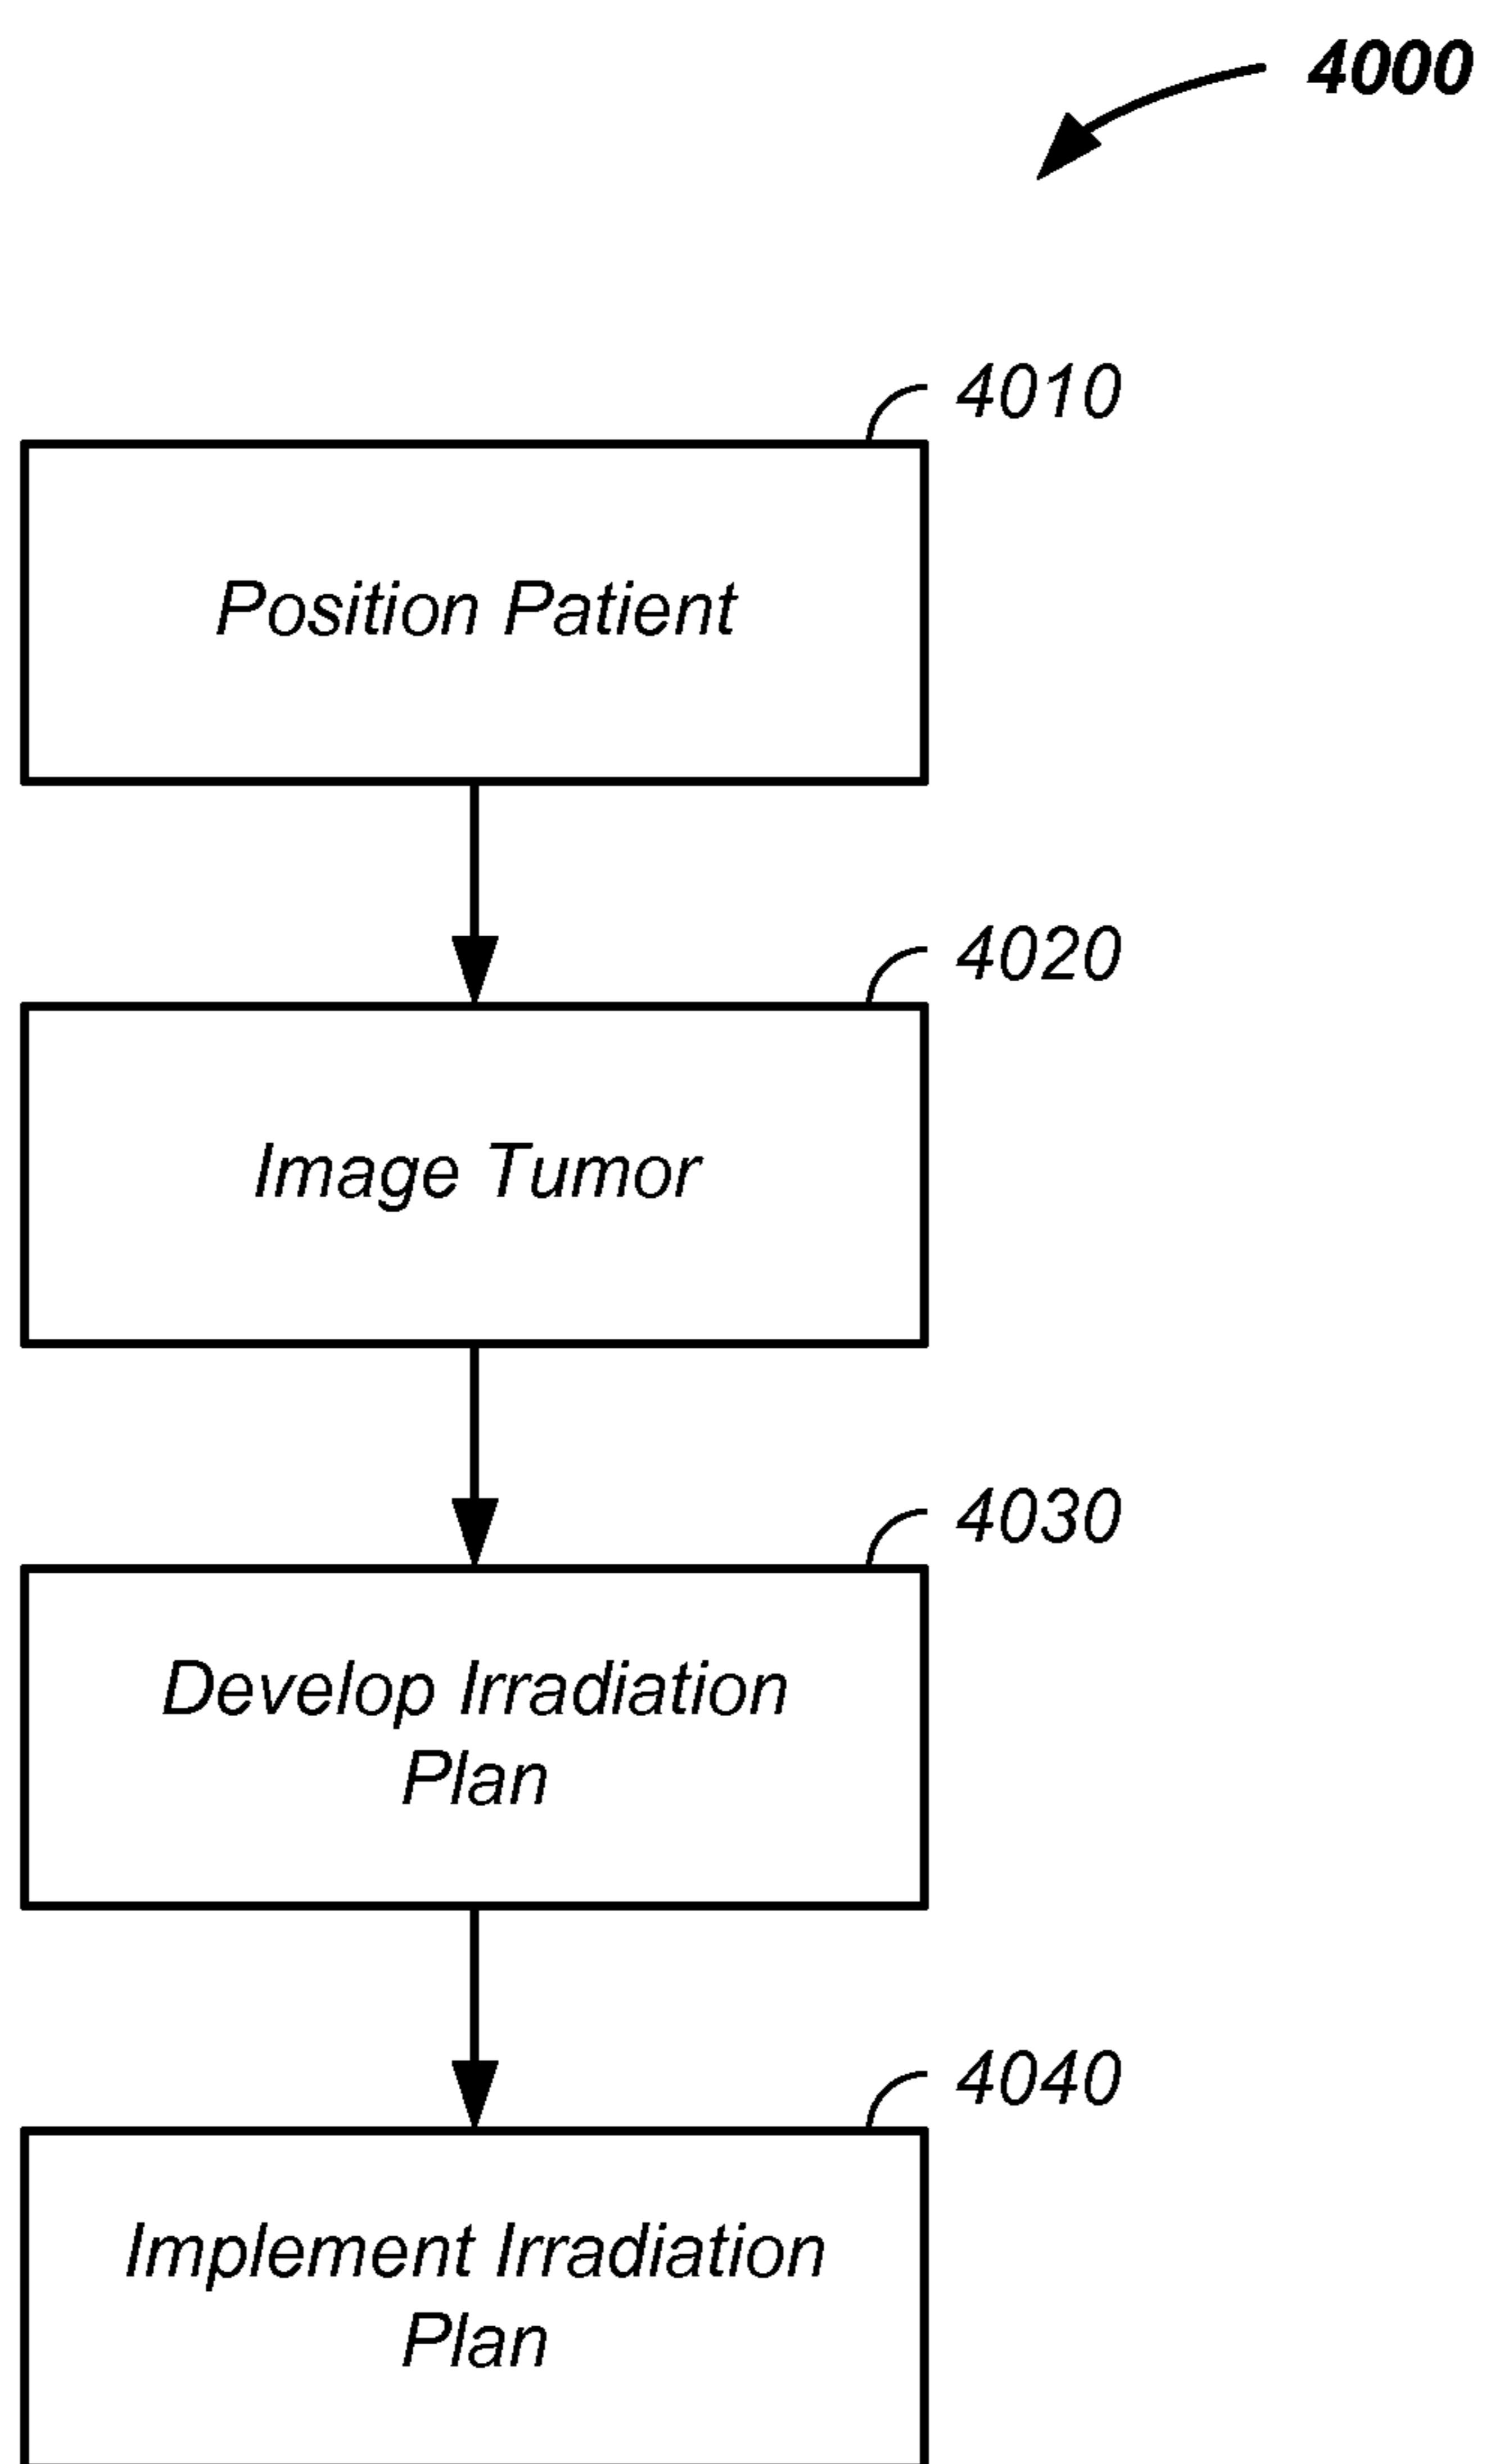 4000
4010
Position Patient
4020
Image Tumor
4030
Develop Irradiation
Plan
4040
Implement Irradiation
Plan